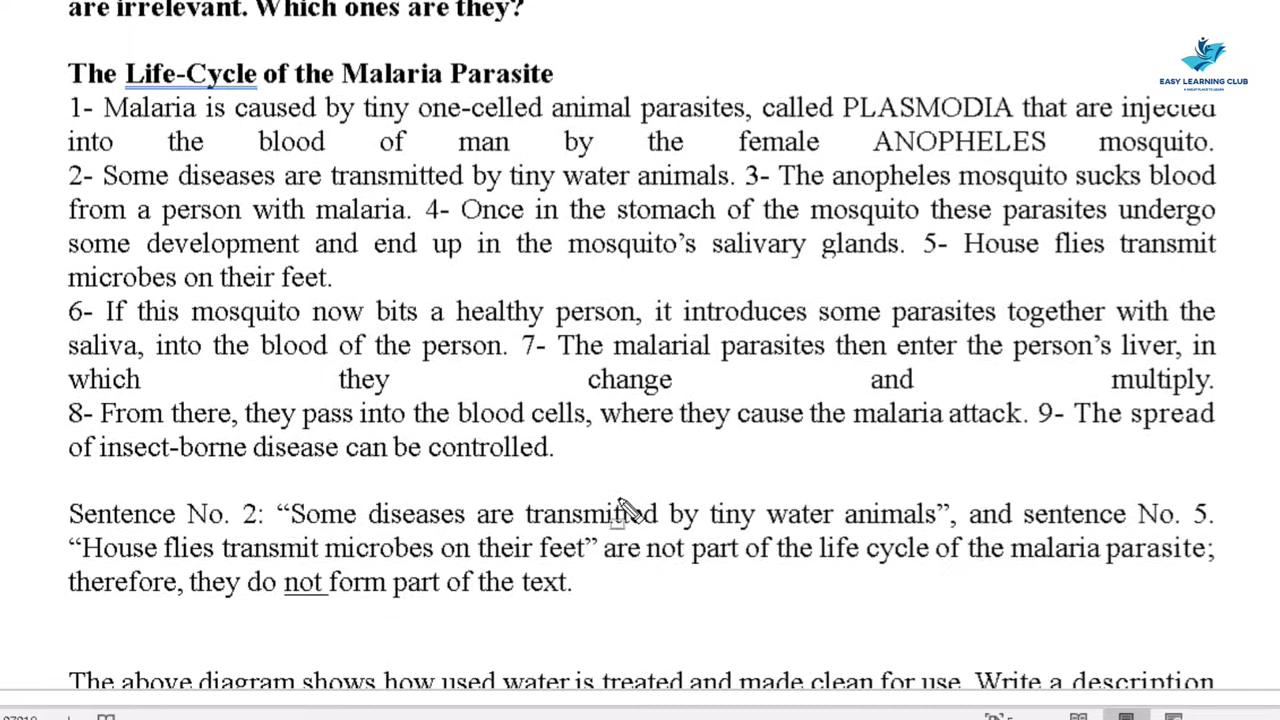 are irrelevant. Which ones are they?
EASY LEARNING CLUB
The Life-Cycle of the Malaria Parasite
1- Malaria is caused by tiny one-celled animal parasites, called PLASMODIA that are injected
into the blood of man by the female ANOPHELES mosquito.
2- Some diseases are transmitted by tiny water animals. 3- The anopheles mosquito sucks blood
from a person with malaria. 4- Once in the stomach of the mosquito these parasites undergo
some development and end up in the mosquito's salivary glands. 5- House flies transmit
microbes on their feet.
6- If this mosquito now bits a healthy person, it introduces some parasites together with the
saliva, into the blood of the person. 7- The malarial parasites then enter the person's liver, in
which they change and multiply.
8- From there, they pass into the blood cells, where they cause the malaria attack. 9- The spread
of insect-borne disease can be controlled.
Sentence No. 2: “Some diseases are transmitted by tiny water animals”, and sentence No. 5.
“House flies transmit microbes on their feet” are not part of the life cycle of the malaria parasite;
therefore, they do not form part of the text.
The above diagram shows how used water is treated and made clean for use. Write a description